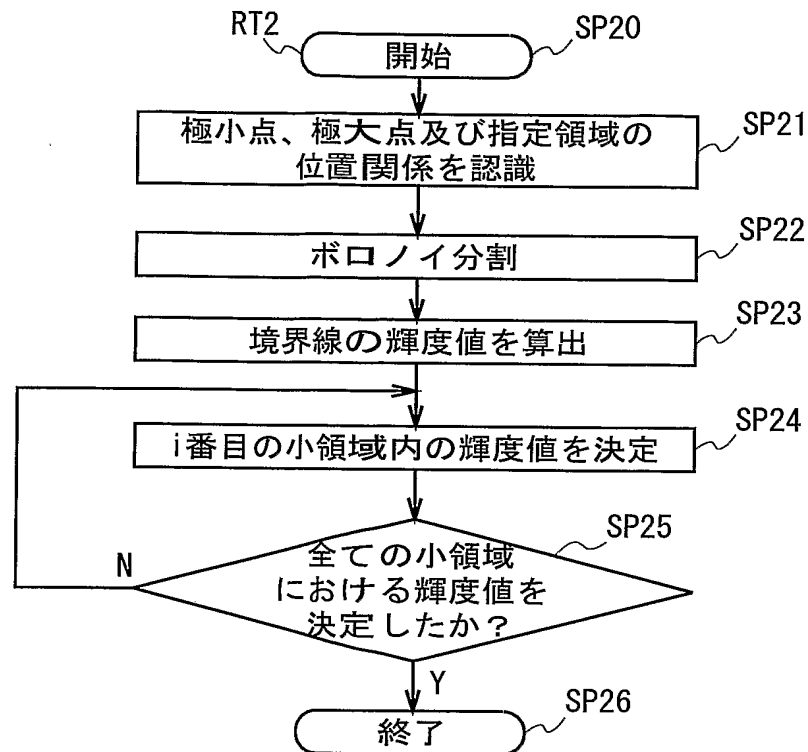 RT2
開始
SP20
極小点、極大点及び指定領域の
位置関係を認識
SP21
ボロノイ分割
SP22
境界線の輝度値を算出
SP23
i番目の小領域内の輝度値を決定
SP24
全ての小領域
における輝度値を
決定したか?
SP25
N
Y
終了
SP26